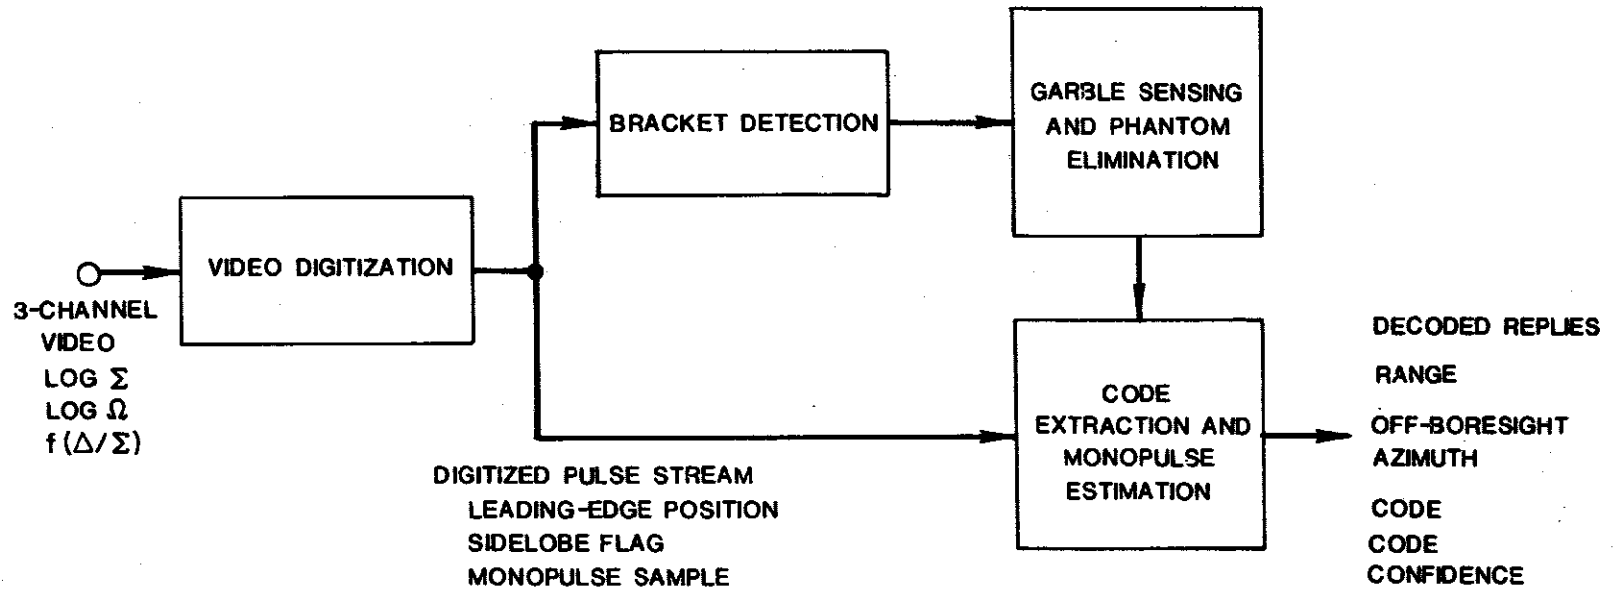 GARBLE SENSING
AND PHANTOM
ELIMINATION
BRACKET DETECTION
VIDEO DIGITIZATION
3-CHANNEL
VIDEO
LOG Σ
LOG Ω
f (Δ/Σ)
CODE
EXTRACTION AND
MONOPULSE
ESTIMATION
DIGITIZED PULSE STREAM
LEADING-EDGE POSITION
SIDELOBE FLAG
MONOPULSE SAMPLE
DECODED REPLIES
RANGE
OFF-BORESIGHT
AZIMUTH
CODE
CODE
CONFIDENCE